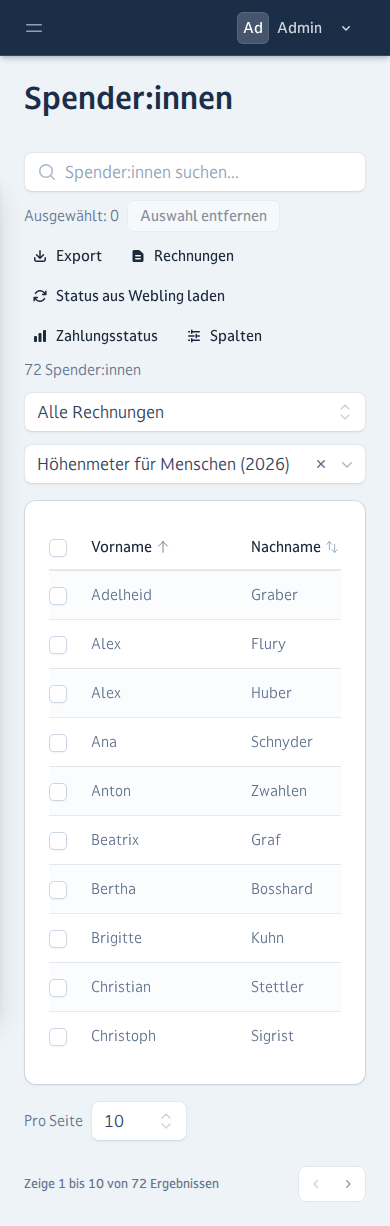 Ad Admin
Spender:innen
Spender:innen suchen...
Ausgewählt: 0 Auswahl entfernen
Export Rechnungen
Status aus Webling laden
Zahlungsstatus Spalten
72 Spender:innen
Alle Rechnungen
Höhenmeter für Menschen (2026)
Vorname Nachname
Adelheid Graber
Alex Flury
Alex Huber
Ana Schnyder
Anton Zwahlen
Beatrix Graf
Bertha Bosshard
Brigitte Kuhn
Christian Stettler
Christoph Sigrist
Pro Seite 10
Zeige 1 bis 10 von 72 Ergebnissen